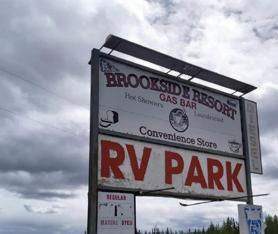 BROOKSIDE RESORT
GAS BAR
Hot Showers
Laundromat
Convenience Store
RV PARK
REGULAR